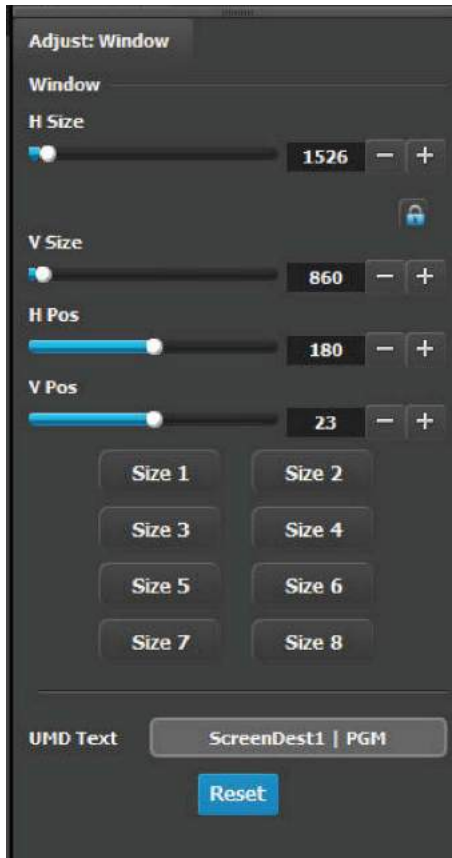 Adjust: Window
Window
H Size
1526 − +
V Size
860 − +
H Pos
180 − +
V Pos
23 − +
Size 1 Size 2
Size 3 Size 4
Size 5 Size 6
Size 7 Size 8
UMD Text ScreenDest1 | PGM
Reset